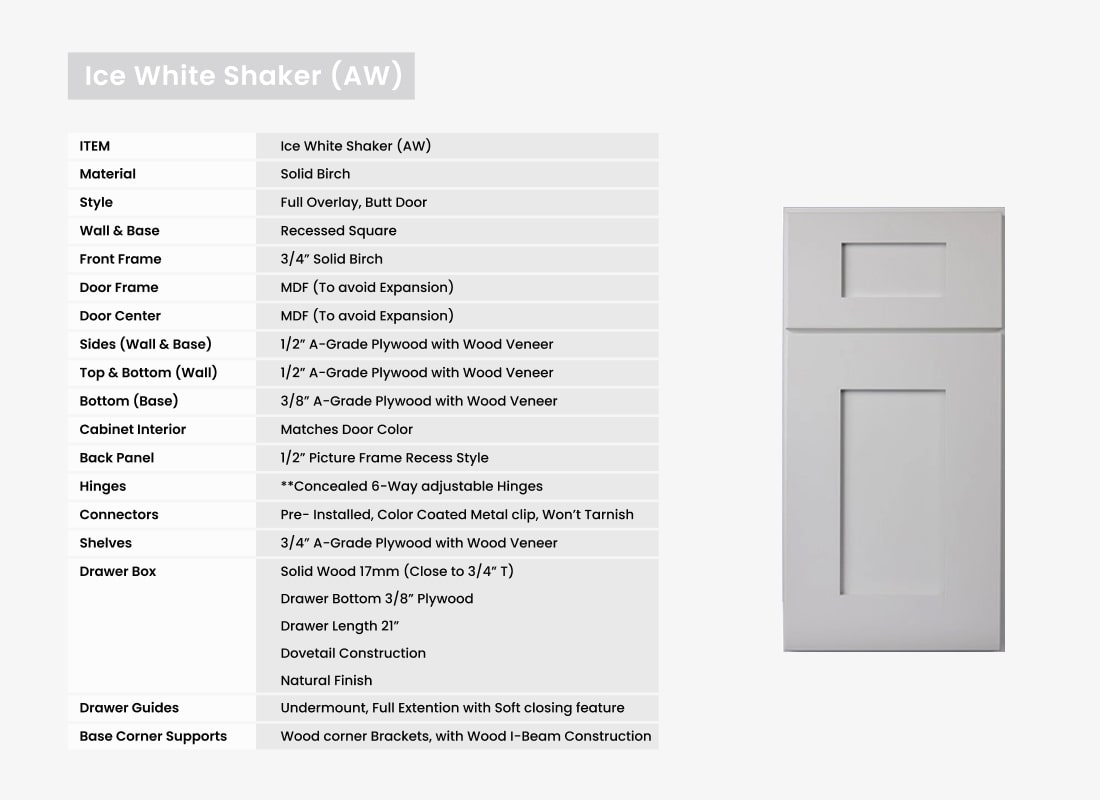 Ice White Shaker (AW)
ITEM Ice White Shaker (AW)
Material Solid Birch
Style Full Overlay, Butt Door
Wall & Base Recessed Square
Front Frame 3/4” Solid Birch
Door Frame MDF (To avoid Expansion)
Door Center MDF (To avoid Expansion)
Sides (Wall & Base) 1/2” A-Grade Plywood with Wood Veneer
Top & Bottom (Wall) 1/2” A-Grade Plywood with Wood Veneer
Bottom (Base) 3/8” A-Grade Plywood with Wood Veneer
Cabinet Interior Matches Door Color
Back Panel 1/2” Picture Frame Recess Style
Hinges **Concealed 6-Way adjustable Hinges
Connectors Pre- Installed, Color Coated Metal clip, Won’t Tarnish
Shelves 3/4” A-Grade Plywood with Wood Veneer
Drawer Box Solid Wood 17mm (Close to 3/4” T)
Drawer Bottom 3/8” Plywood
Drawer Length 21”
Dovetail Construction
Natural Finish
Drawer Guides Undermount, Full Extention with Soft closing feature
Base Corner Supports Wood corner Brackets, with Wood I-Beam Construction